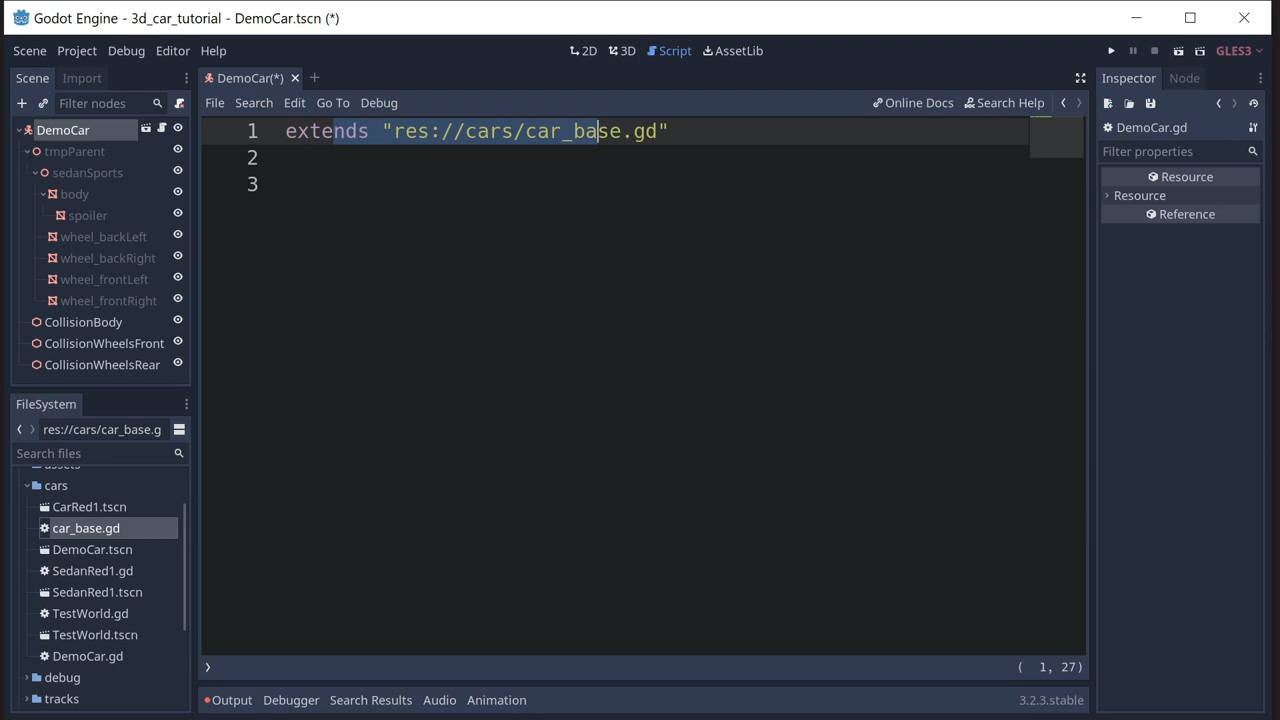 Godot Engine - 3d_car_tutorial - DemoCar.tscn (*)
Scene Project Debug Editor Help
2D 3D Script AssetLib
GLES3
Scene Import
Filter nodes
DemoCar
tmpParent
sedanSports
body
spoiler
wheel_backLeft
wheel_backRight
wheel_frontLeft
wheel_frontRight
CollisionBody
CollisionWheelsFront
CollisionWheelsRear
FileSystem
res://cars/car_base.g
Search files
assets
cars
CarRed1.tscn
car_base.gd
DemoCar.tscn
SedanRed1.gd
SedanRed1.tscn
TestWorld.gd
TestWorld.tscn
DemoCar.gd
debug
tracks
DemoCar(*)
File Search Edit Go To Debug
Online Docs Search Help
1 extends "res://cars/car_base.gd"
2
3
( 1, 27)
Output Debugger Search Results Audio Animation
3.2.3.stable
Inspector Node
DemoCar.gd
Filter properties
Resource
Resource
Reference